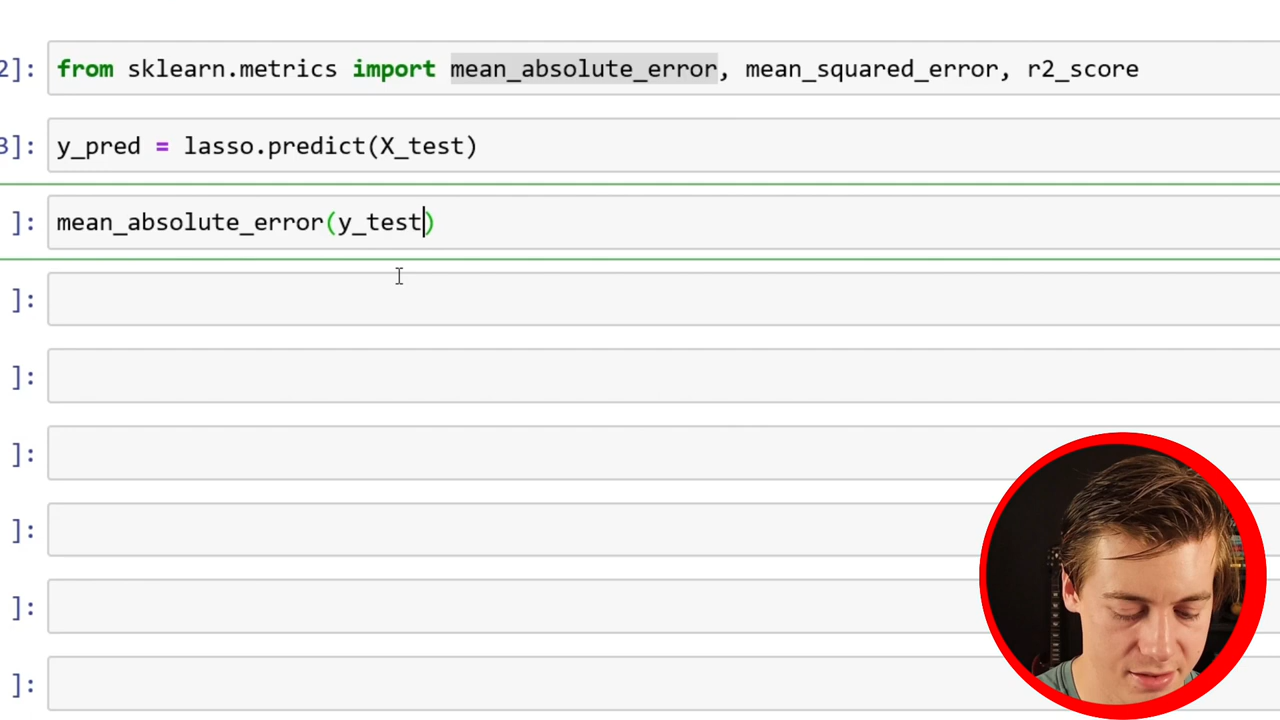 2]: from sklearn.metrics import mean_absolute_error, mean_squared_error, r2_score
3]: y_pred = lasso.predict(X_test)
]: mean_absolute_error(y_test)
]:
]:
]:
]:
]:
]: